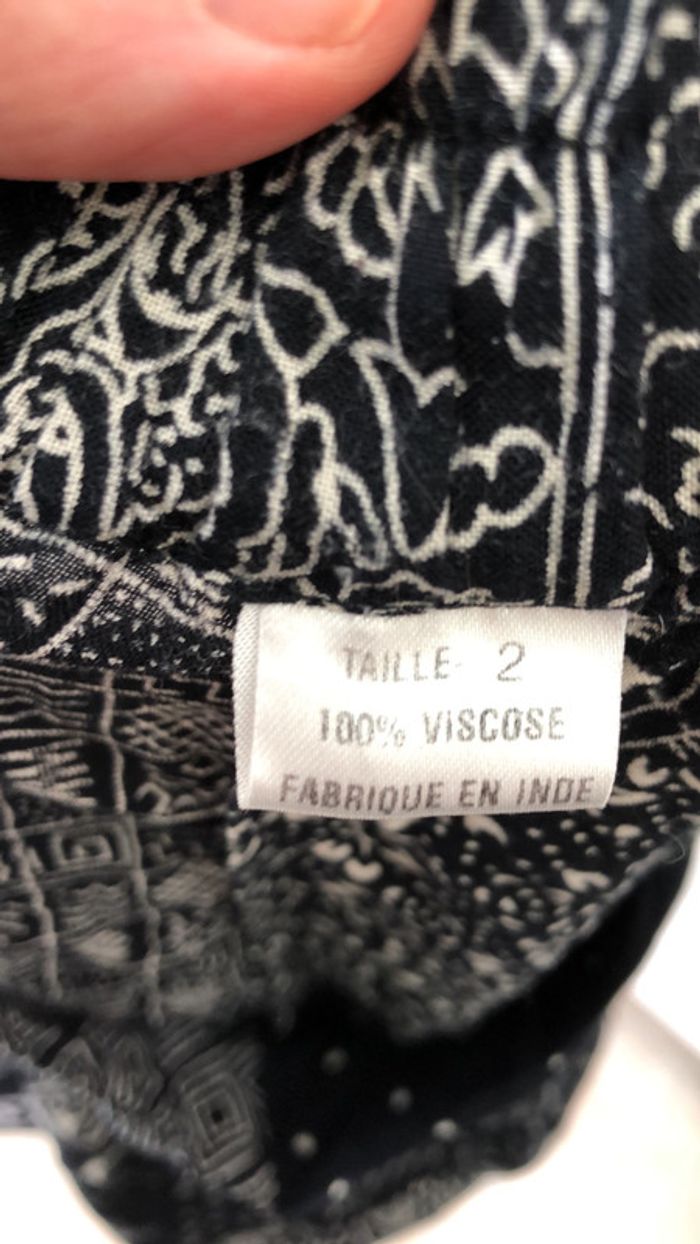 TAILLE 2
100% VISCOSE
FABRIQUE EN INDE